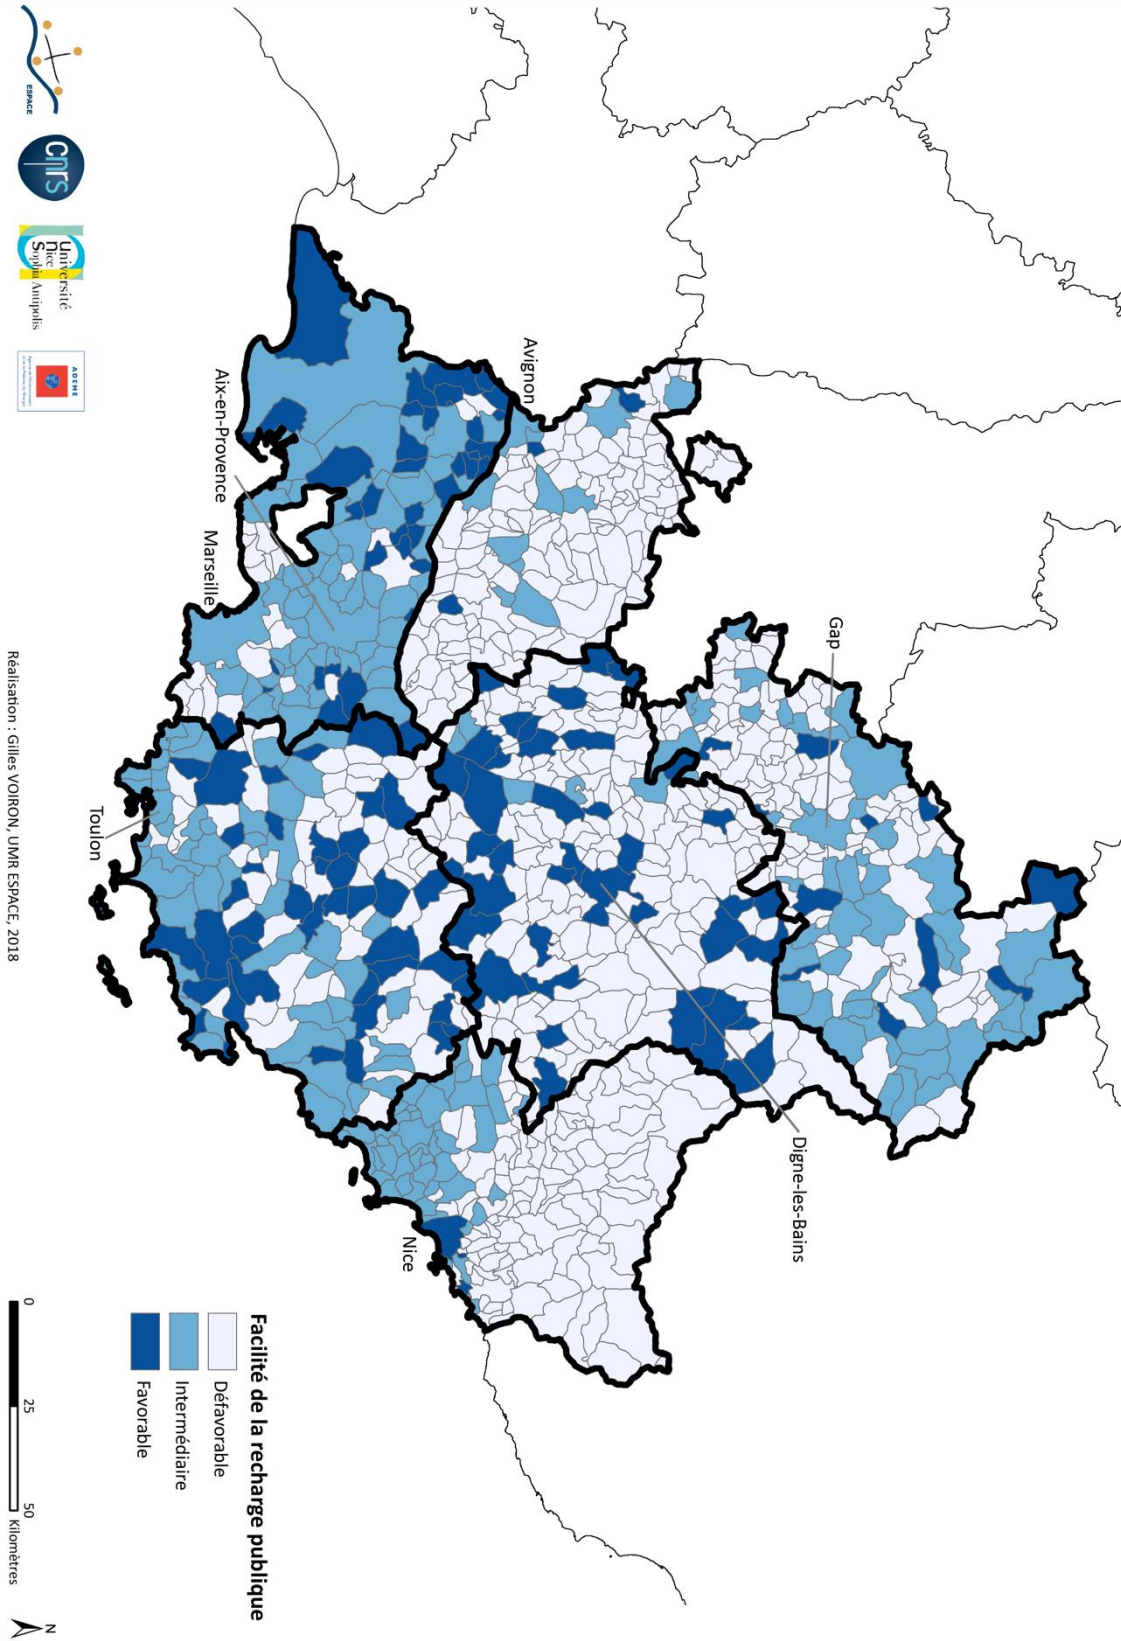 Gap
Avignon
Digne-les-Bains
Aix-en-Provence
Marseille
Nice
Toulon
Facilité de la recharge publique
Défavorable
Intermédiaire
Favorable
0 25 50 Kilomètres
N
ESPACE
cnrs
Université
Nice
Sophia Antipolis
ADEME
Réalisation : Gilles VOIRON, UMR ESPACE, 2018